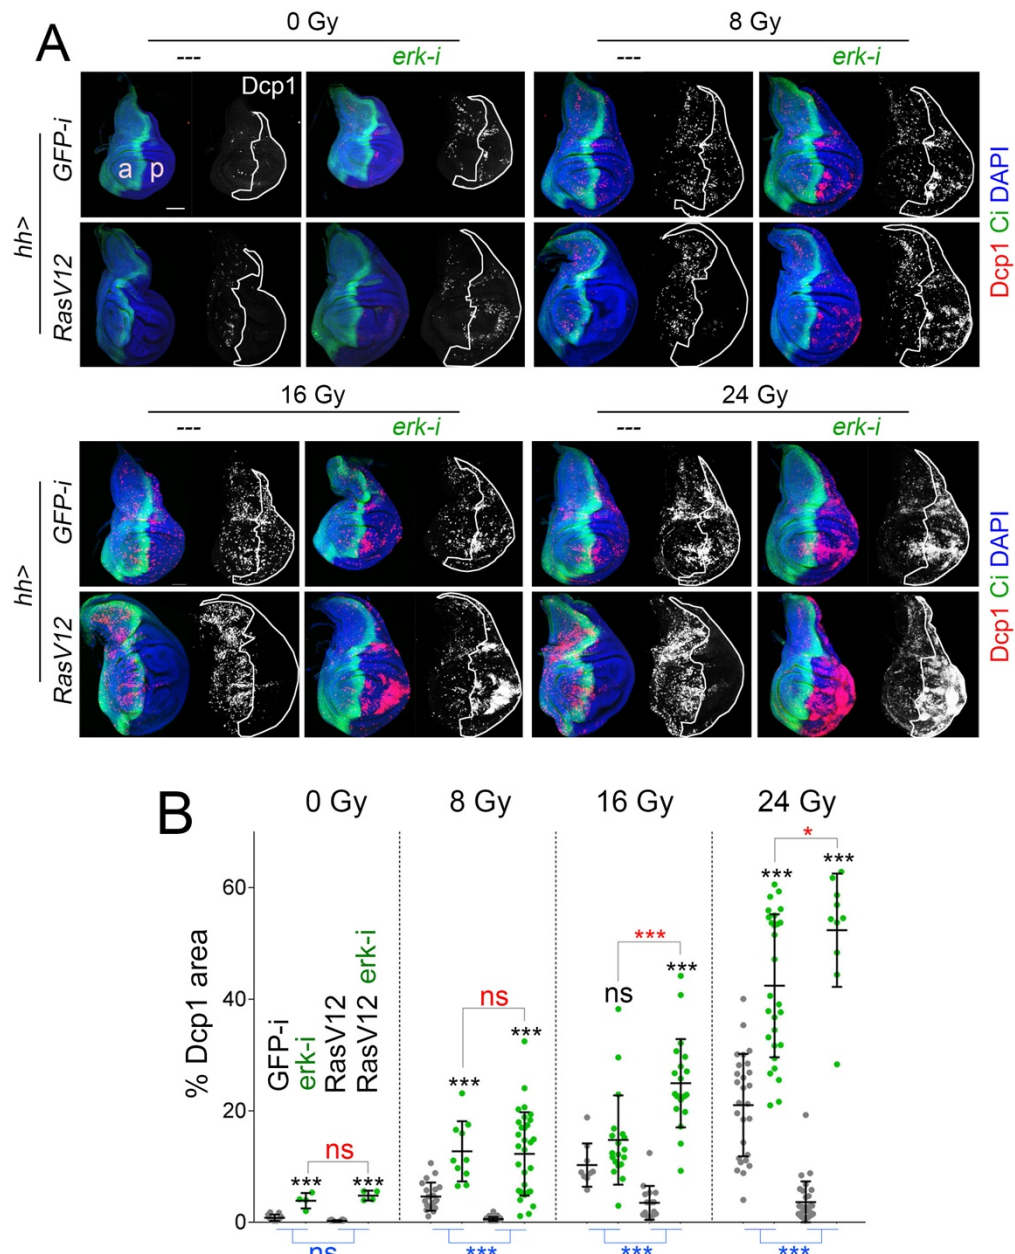 A
0 Gy 8 Gy
--- erk-i --- erk-i
Dcp1
GFP-i
a p
hh>
RasV12
Dcp1 Ci DAPI
16 Gy 24 Gy
--- erk-i --- erk-i
GFP-i
hh>
RasV12
Dcp1 Ci DAPI
B
0 Gy 8 Gy 16 Gy 24 Gy
% Dcp1 area
60
40
20
0
GFP-i
erk-i
RasV12
RasV12 erk-i
ns
*** ***
ns
*** ***
***
ns ***
*
*** ***
ns *** *** ***